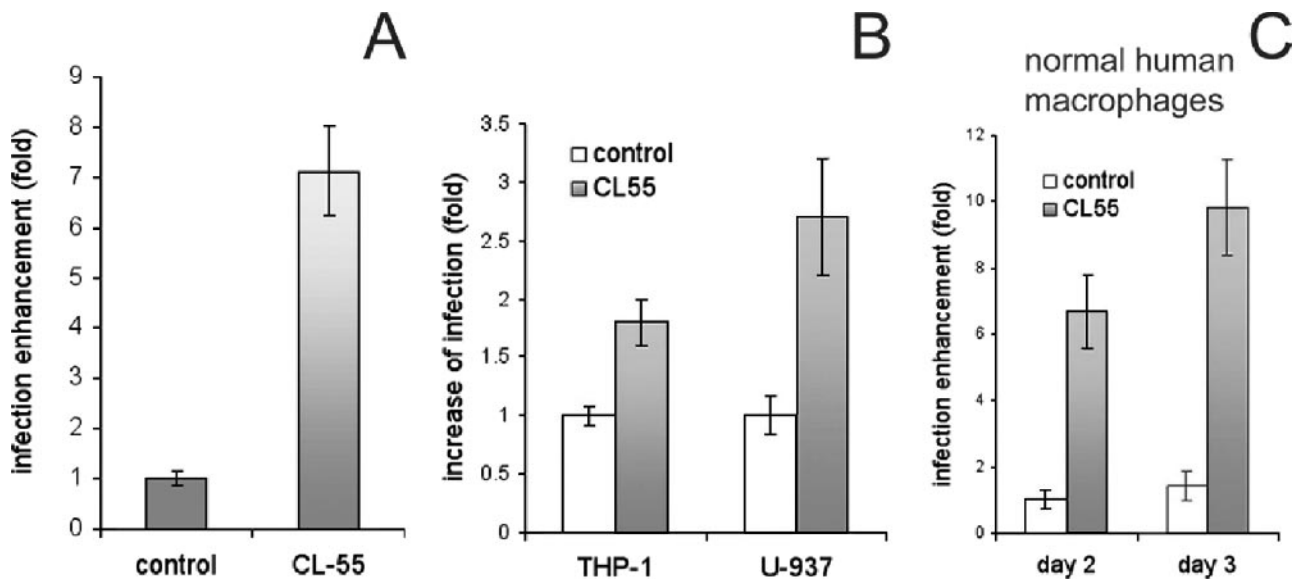 A
infection enhancement (fold)
9
8
7
6
5
4
3
2
1
0
control CL-55
B
increase of infection (fold)
3.5
3
2.5
2
1.5
1
0.5
0
control
CL55
THP-1 U-937
C
normal human
macrophages
infection enhancement (fold)
12
10
8
6
4
2
0
control
CL55
day 2 day 3